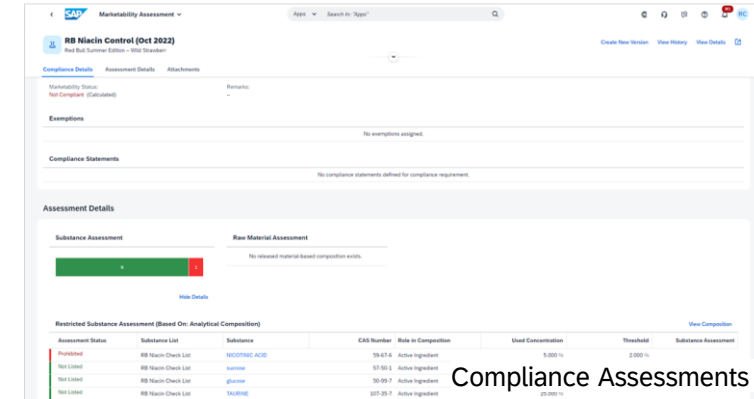 SAP Marketability Assessment Apps Search In: "Apps" RC
RB Niacin Control (Oct 2022) Create New Version View History View Details
Red Bull Summer Edition – Wild Strawberr
Compliance Details Assessment Details Attachments
Marketability Status: Remarks:
Not Compliant (Calculated) –
Exemptions
No exemptions assigned.
Compliance Statements
No compliance statements defined for compliance requirement.
Assessment Details
Substance Assessment Raw Material Assessment
No released material-based composition exists.
1
Hide Details
Restricted Substance Assessment (Based On: Analytical Composition) View Composition
Assessment Status Substance List Substance CAS Number Role in Composition Used Concentration Threshold Substance Assessment
Prohibited RB Niacin Check List NICOTINIC ACID 59-67-6 Active Ingredient 5.000 % 2.000 %
Not Listed RB Niacin Check List sucrose 57-50-1 Active Ingredient
Not Listed RB Niacin Check List glucose 50-99-7 Active Ingredient
Not Listed RB Niacin Check List TAURINE 107-35-7 Active Ingredient 25.000 %
Compliance Assessments